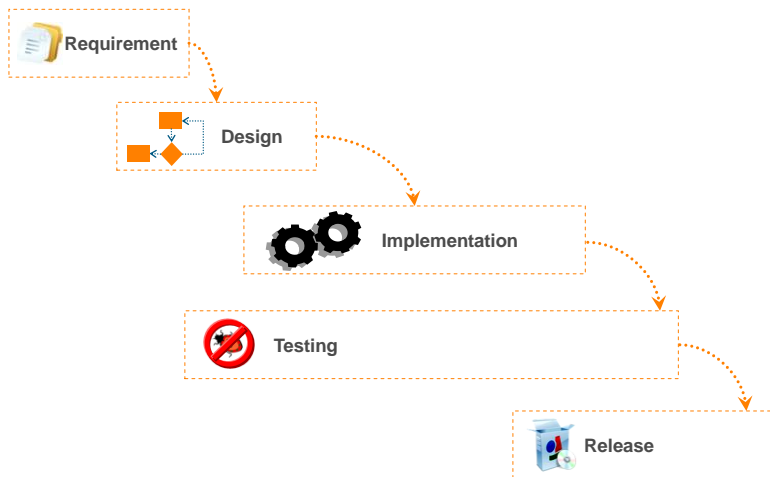 Requirement
Design
Implementation
Testing
Release